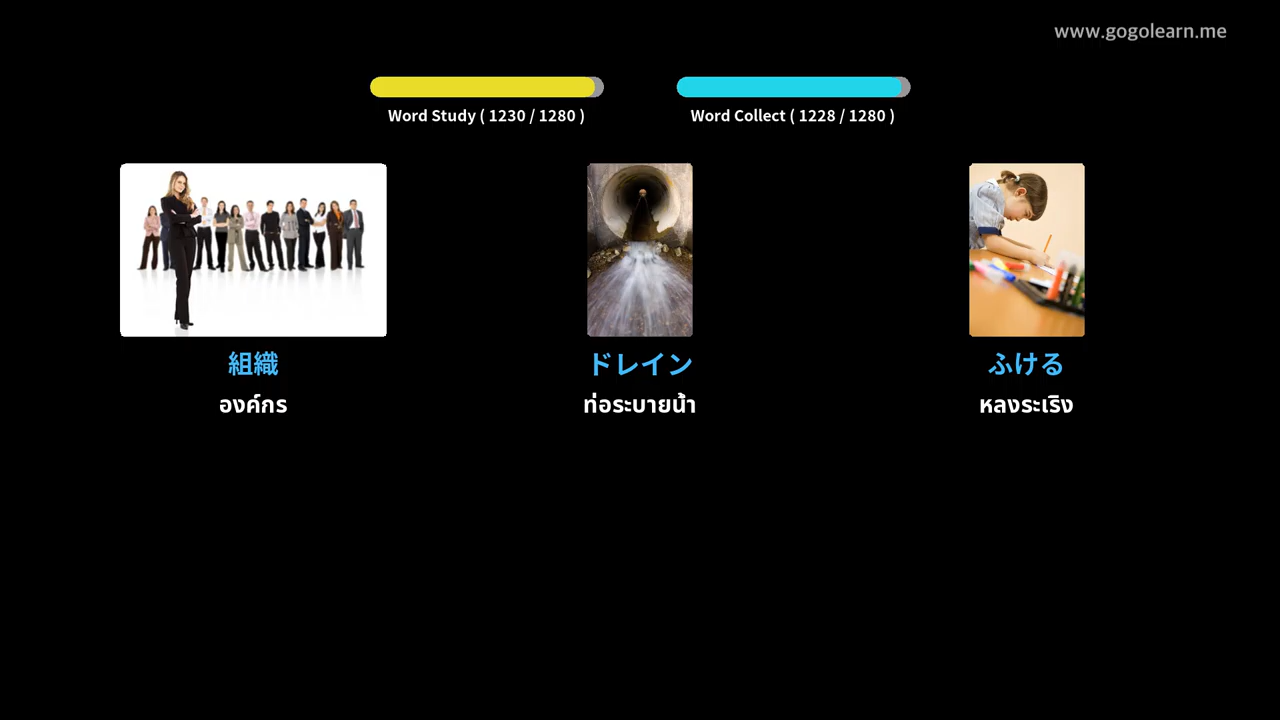 www.gogolearn.me
Word Study ( 1230 / 1280 )
Word Collect ( 1228 / 1280 )
組織
ドレイン
ふける
องค์กร
ท่อระบายน้ำ
หลงระเริง